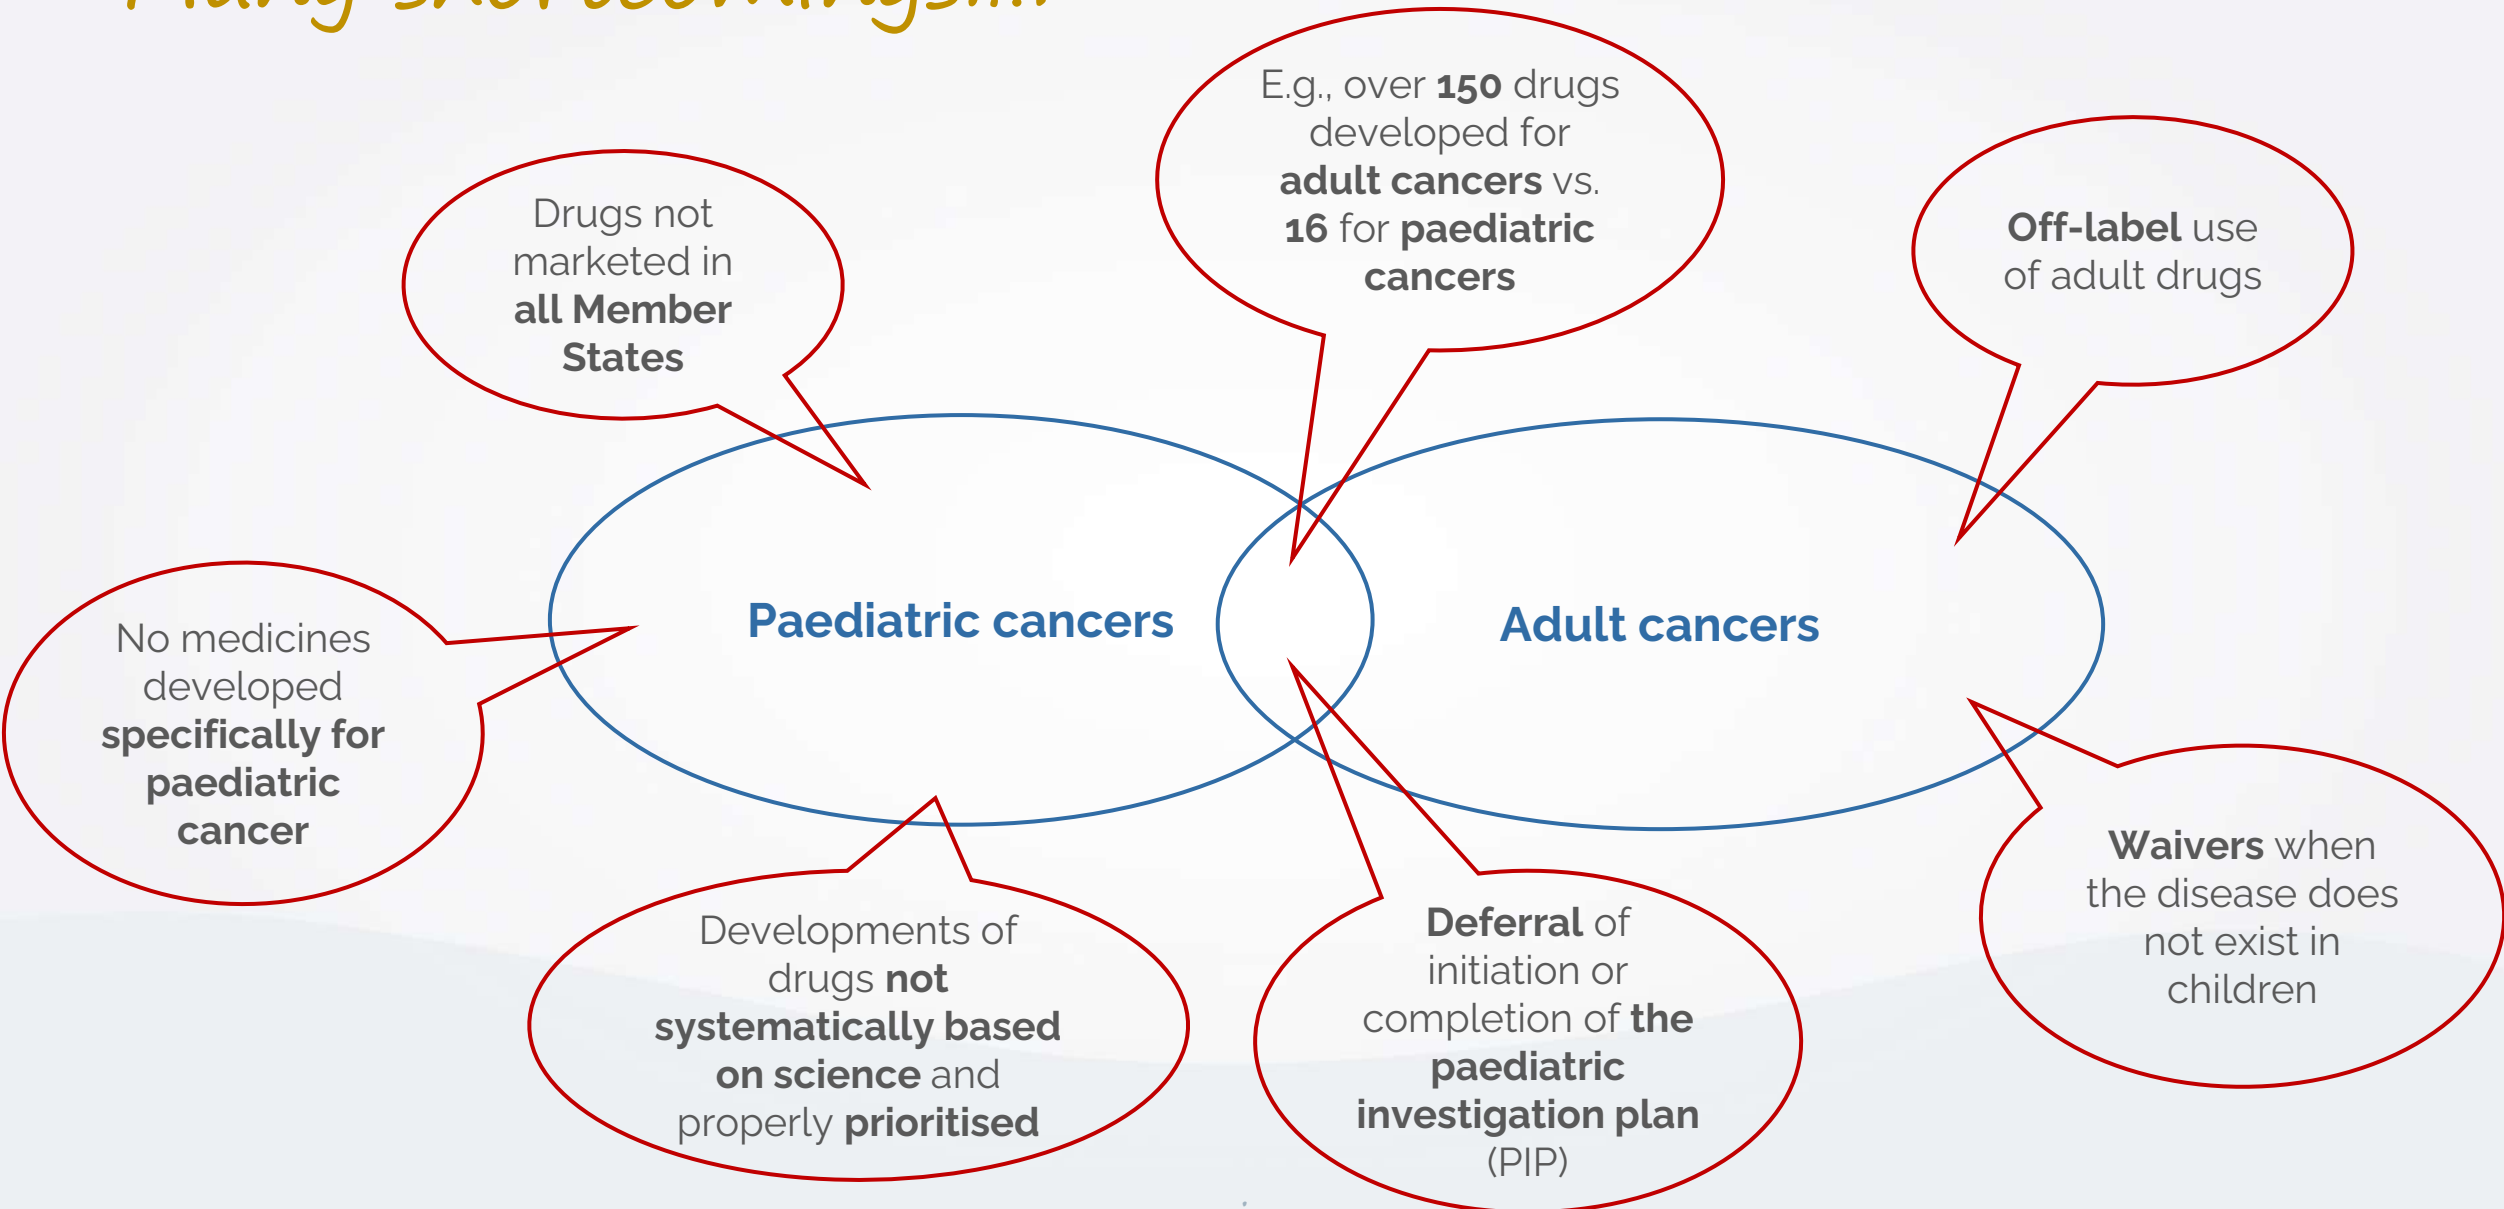 Many shortcomings....
E.g., over 150 drugs
developed for
adult cancers vs.
16 for paediatric
cancers
Drugs not
marketed in
all Member
States
Off-label use
of adult drugs
Paediatric cancers
Adult cancers
No medicines
developed
specifically for
paediatric
cancer
Developments of
drugs not
systematically based
on science and
properly prioritised
Deferral of
initiation or
completion of the
paediatric
investigation plan
(PIP)
Waivers when
the disease does
not exist in
children